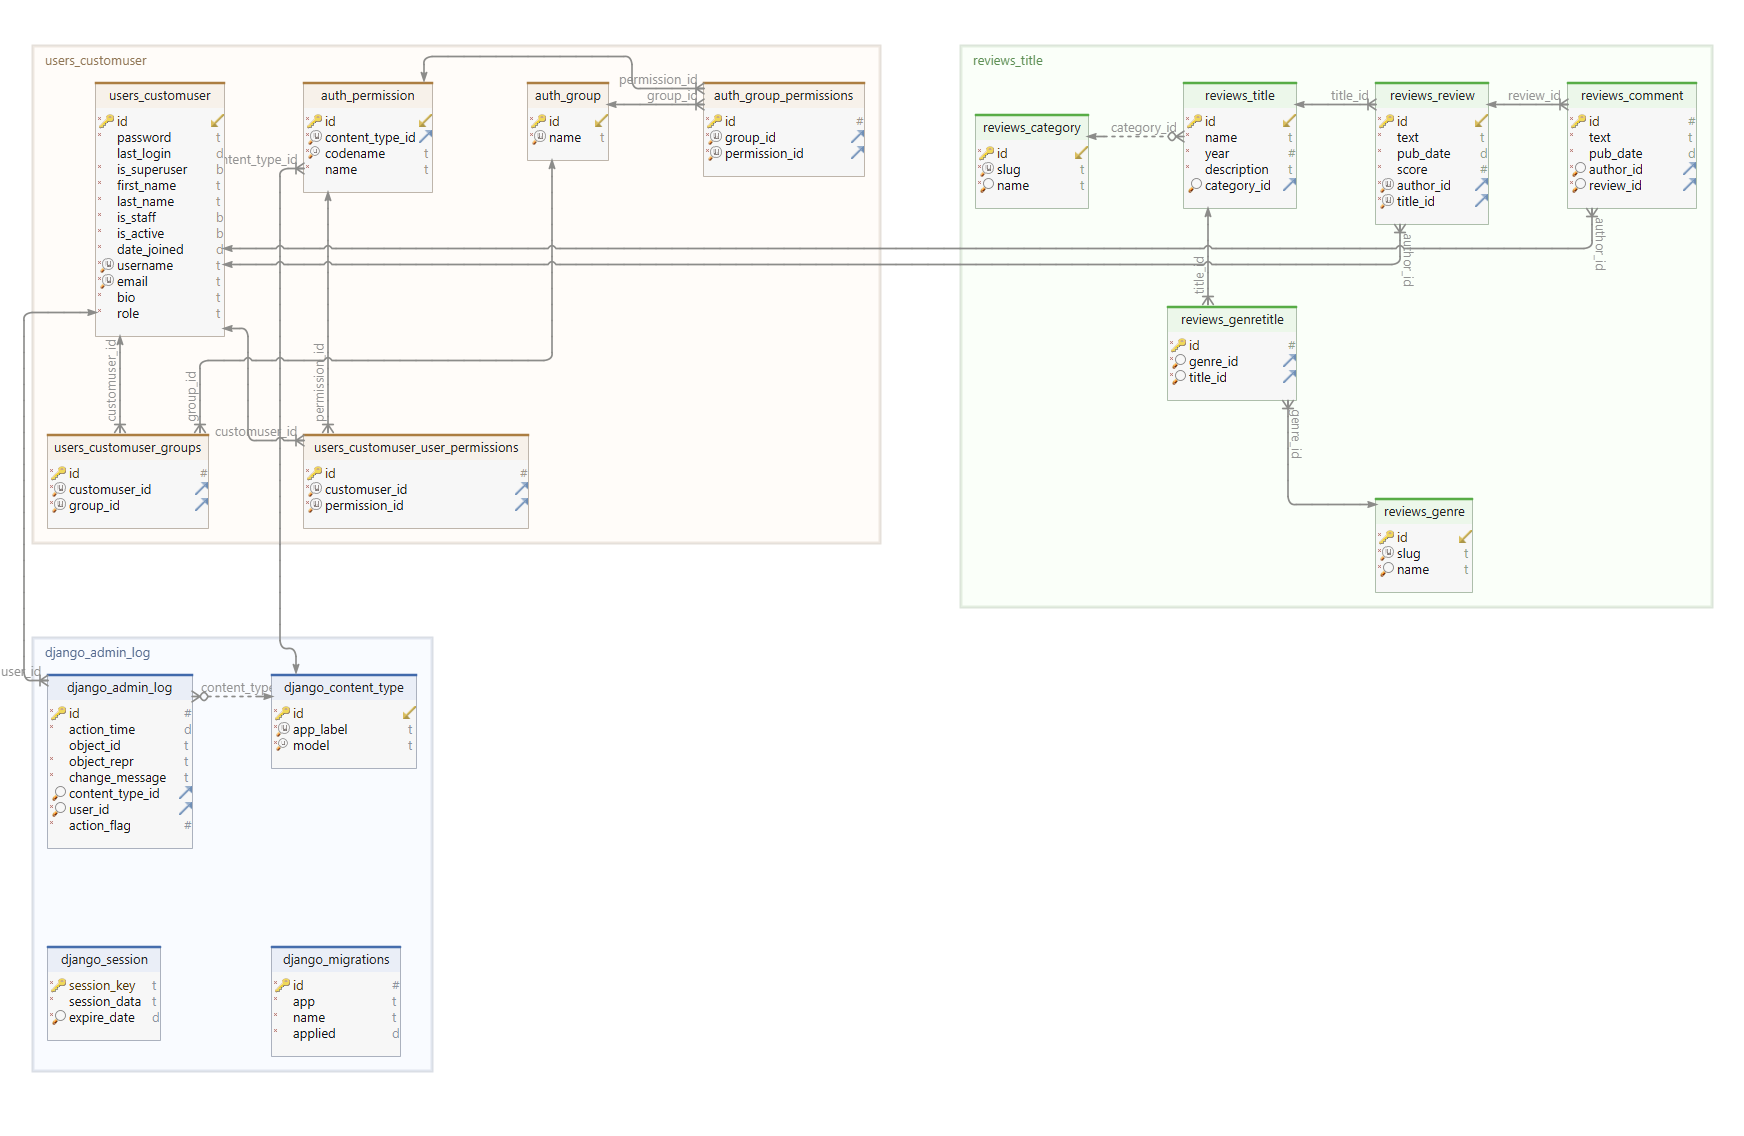 users_customuser
users_customuser
id
password t
last_login d
is_superuser b
first_name t
last_name t
is_staff b
is_active b
date_joined d
username t
email t
bio t
role t
auth_permission
id
content_type_id
codename t
name t
ntent_type_id
auth_group
id
name t
permission_id
group_id
auth_group_permissions
id #
group_id
permission_id
customuser_id
group_id
customuser_id
permission_id
users_customuser_groups
id #
customuser_id
group_id
users_customuser_user_permissions
id #
customuser_id
permission_id
reviews_title
reviews_category
id
slug t
name t
category_id
reviews_title
id
name t
year #
description t
category_id
title_id
reviews_review
id
text t
pub_date d
score #
author_id
title_id
review_id
reviews_comment
id #
text t
pub_date d
author_id
review_id
title_id
author_id
author_id
reviews_genretitle
id #
genre_id
title_id
genre_id
reviews_genre
id
slug t
name t
django_admin_log
user_id
django_admin_log
id #
action_time d
object_id t
object_repr t
change_message t
content_type_id
user_id
action_flag #
content_type
django_content_type
id
app_label t
model t
django_session
session_key t
session_data t
expire_date d
django_migrations
id #
app t
name t
applied d